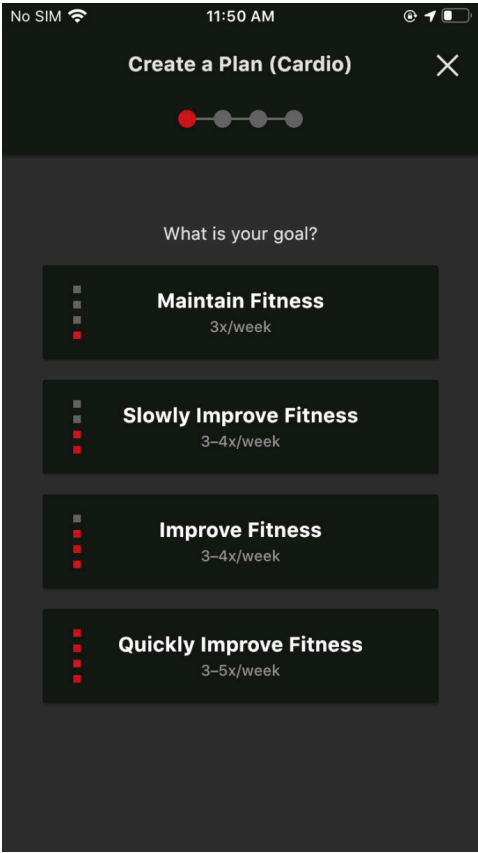 No SIM 11:50 AM
Create a Plan (Cardio)
What is your goal?
Maintain Fitness
3x/week
Slowly Improve Fitness
3–4x/week
Improve Fitness
3–4x/week
Quickly Improve Fitness
3–5x/week